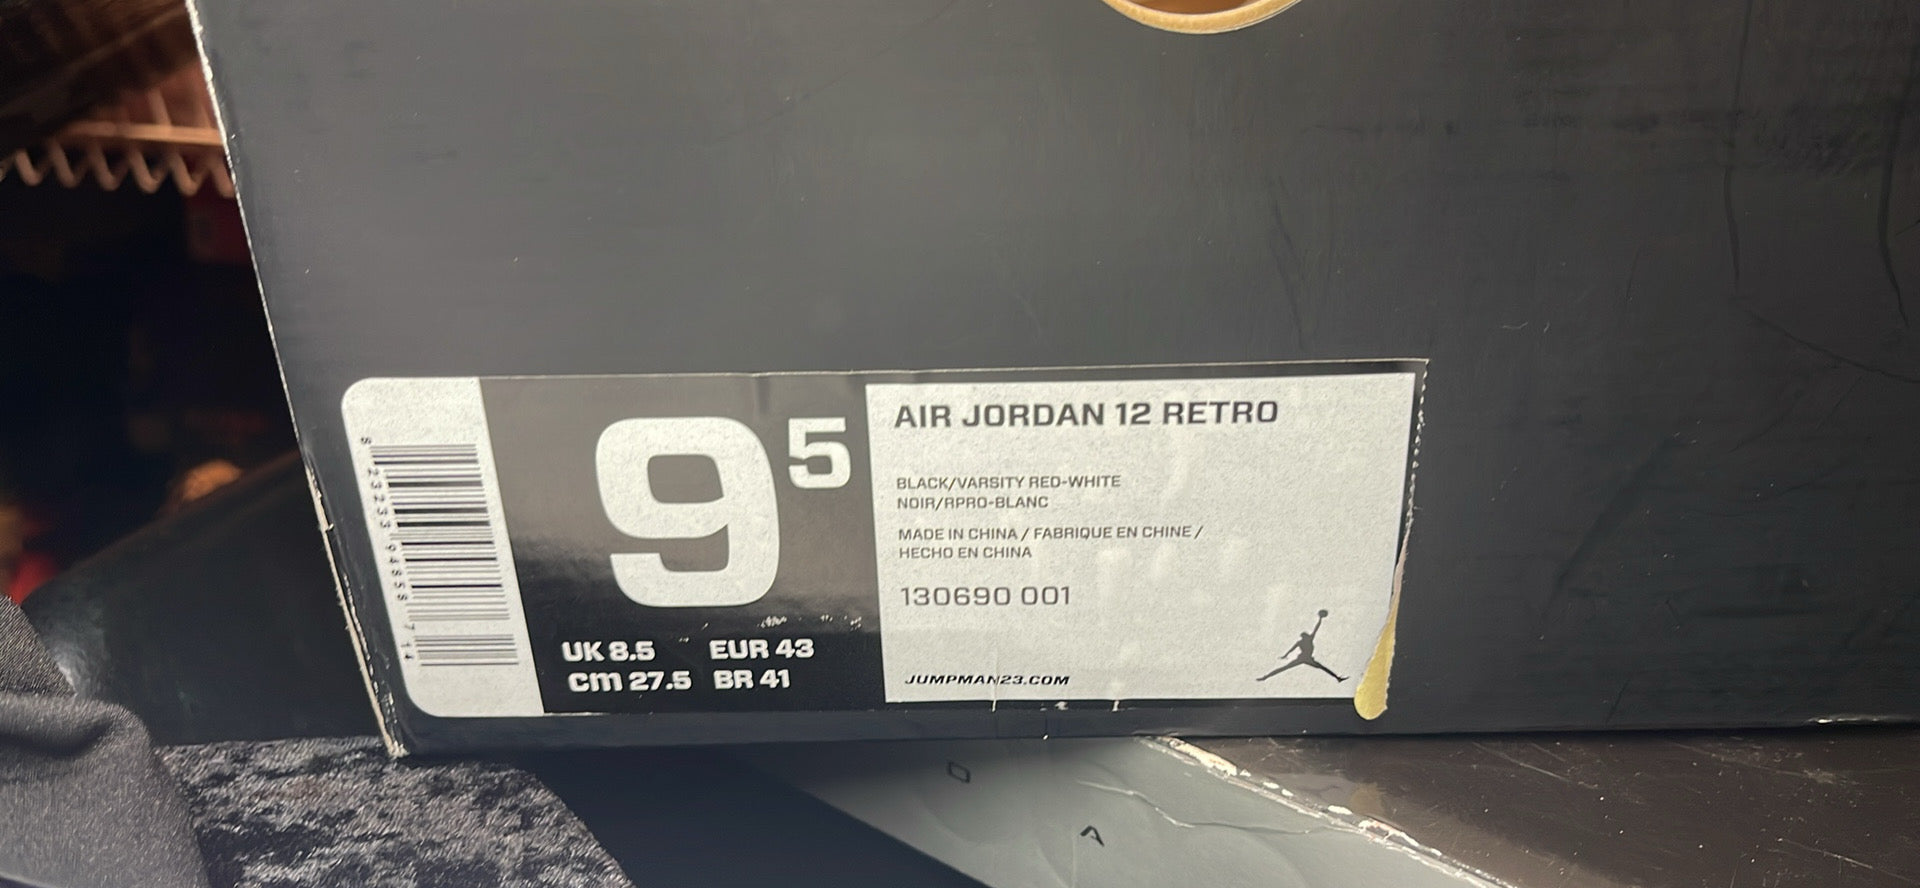 9 5
UK 8.5 EUR 43
cm 27.5 BR 41
AIR JORDAN 12 RETRO
BLACK/VARSITY RED-WHITE
NOIR/RPRO-BLANC
MADE IN CHINA / FABRIQUE EN CHINE /
HECHO EN CHINA
130690 001
JUMPMAN23.COM
O
A